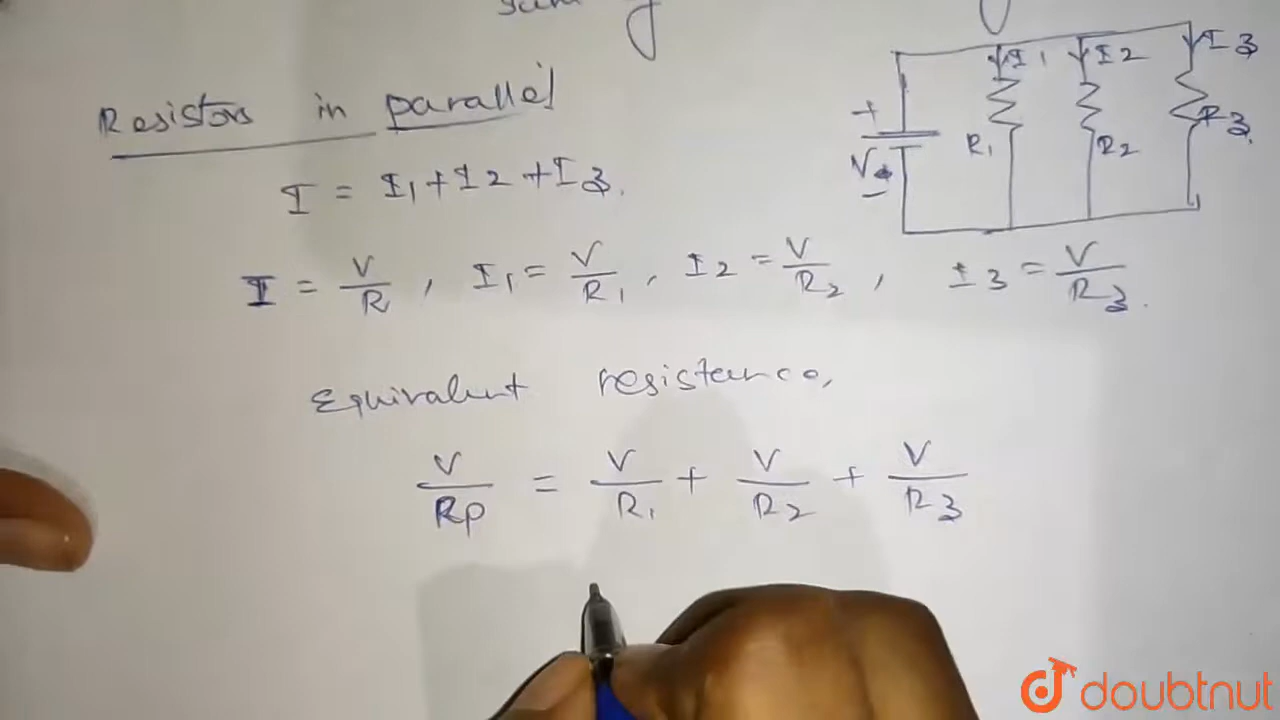 I1 I2 I3
+
V
-
R1 R2 R3
Resistors in parallel
I = I1 + I2 + I3.
I = V/R, I1 = V/R1, I2 = V/R2, I3 = V/R3.
Equivalent resistance,
V/Rp = V/R1 + V/R2 + V/R3
doubtnut